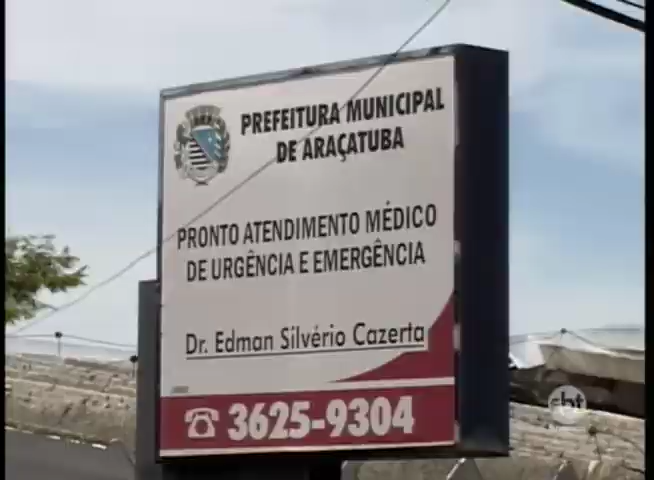 PREFEITURA MUNICIPAL
DE ARAÇATUBA
PRONTO ATENDIMENTO MÉDICO
DE URGÊNCIA E EMERGÊNCIA
Dr. Edman Silvério Cazerta
3625-9304
sbt